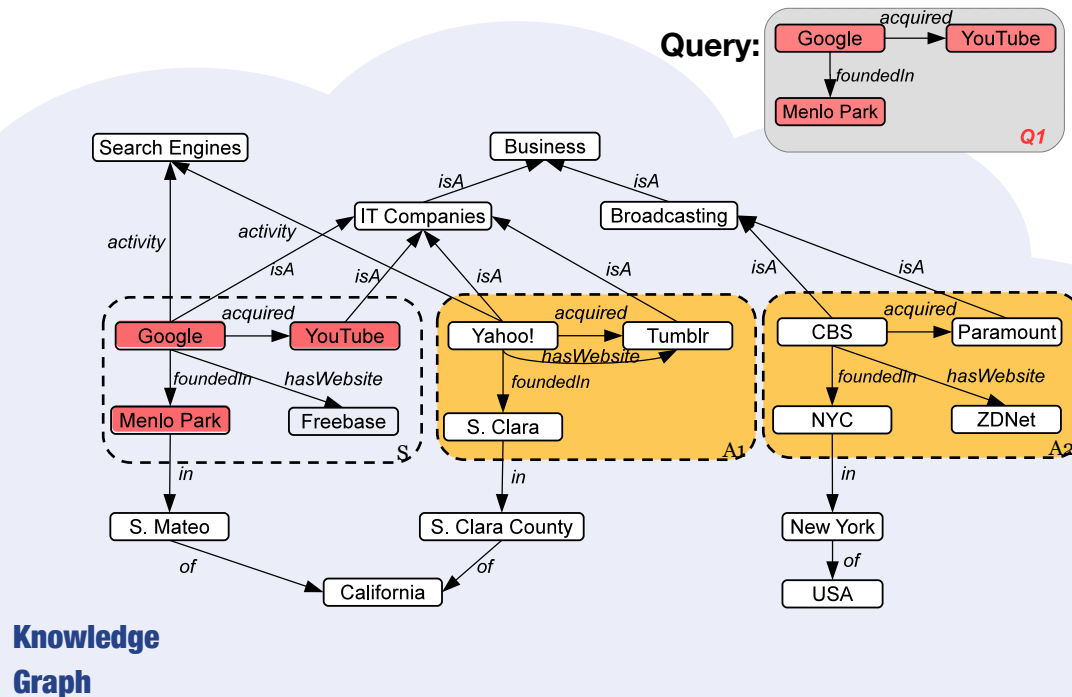 acquired
Query:
Google
YouTube
foundedIn
Menlo Park
Q1
Search Engines
Business
isA
isA
IT Companies
Broadcasting
activity
activity
isA
isA
isA
isA
isA
isA
Google
acquired
YouTube
Yahoo!
acquired
Tumblr
hasWebsite
CBS
acquired
Paramount
foundedIn
hasWebsite
foundedIn
foundedIn
hasWebsite
Menlo Park
Freebase
S. Clara
NYC
ZDNet
S
A1
A2
in
in
in
S. Mateo
S. Clara County
New York
of
of
of
California
USA
Knowledge
Graph